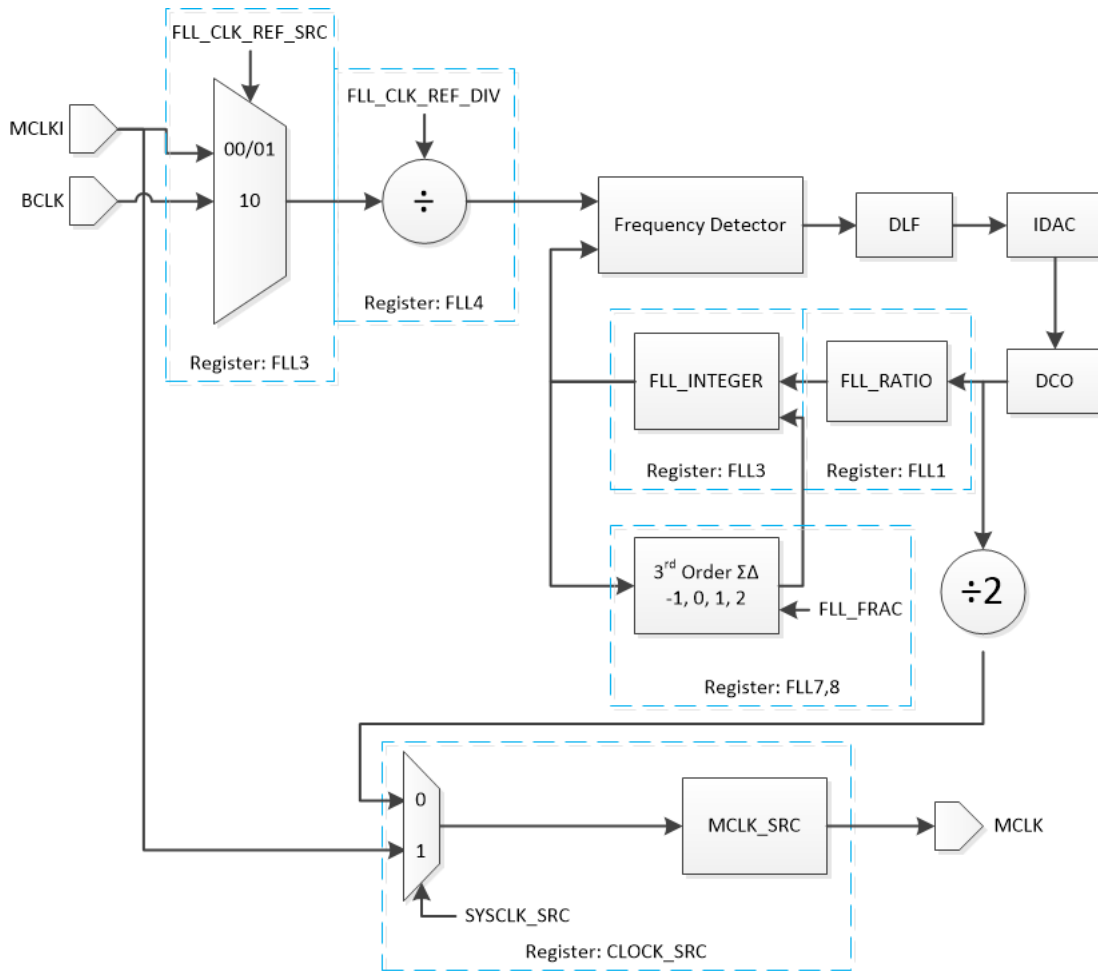 FLL_CLK_REF_SRC
FLL_CLK_REF_DIV
MCLKI
00/01
BCLK
10
÷
Frequency Detector
DLF
IDAC
Register: FLL4
Register: FLL3
FLL_INTEGER
FLL_RATIO
DCO
Register: FLL3
Register: FLL1
3rd Order ΣΔ
-1, 0, 1, 2
FLL_FRAC
÷2
Register: FLL7,8
0
1
MCLK_SRC
MCLK
SYSCLK_SRC
Register: CLOCK_SRC